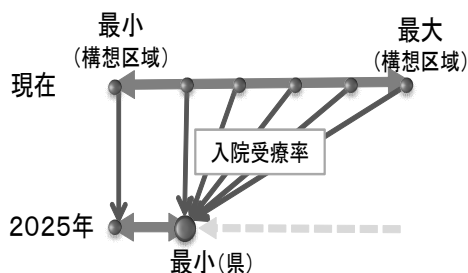 最小
(構想区域)
最大
(構想区域)
現在
入院受療率
2025年
最小(県)